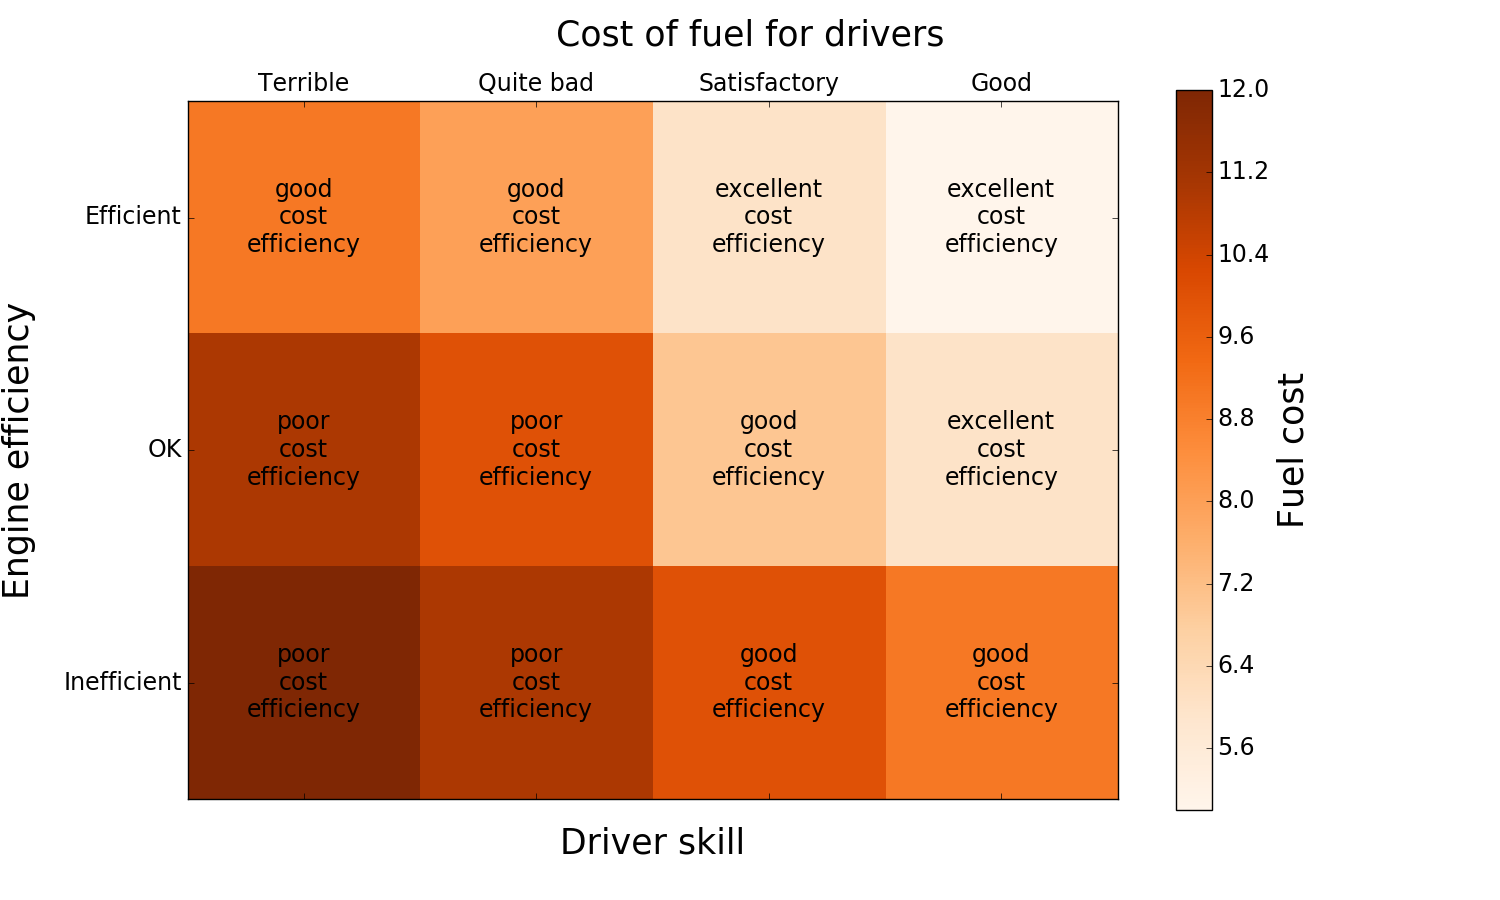 Cost of fuel for drivers
Terrible Quite bad Satisfactory Good
Efficient
good
cost
efficiency
good
cost
efficiency
excellent
cost
efficiency
excellent
cost
efficiency
OK
poor
cost
efficiency
poor
cost
efficiency
good
cost
efficiency
excellent
cost
efficiency
Inefficient
poor
cost
efficiency
poor
cost
efficiency
good
cost
efficiency
good
cost
efficiency
Engine efficiency
Driver skill
12.0
11.2
10.4
9.6
8.8
8.0
7.2
6.4
5.6
Fuel cost